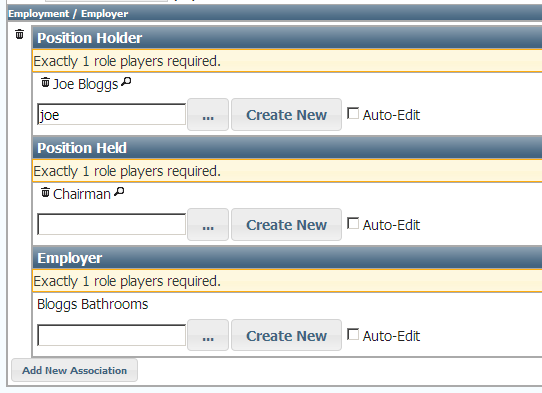 Employment / Employer
Position Holder
Exactly 1 role players required.
Joe Bloggs
joe ... Create New Auto-Edit
Position Held
Exactly 1 role players required.
Chairman
... Create New Auto-Edit
Employer
Exactly 1 role players required.
Bloggs Bathrooms
... Create New Auto-Edit
Add New Association